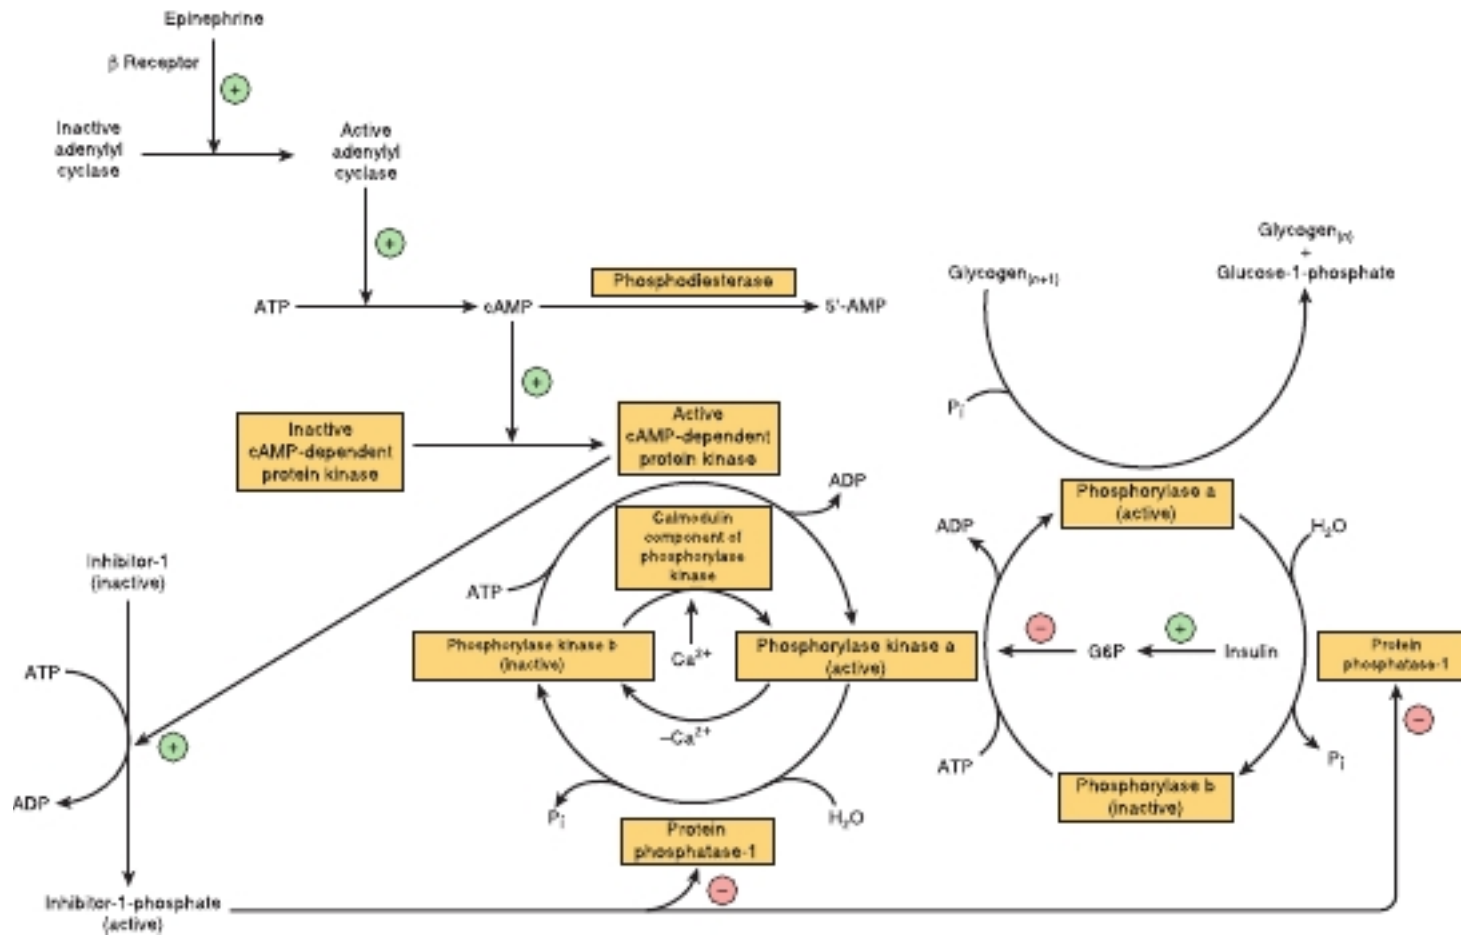 Epinephrine
β Receptor
+
Inactive
adenylyl
cyclase
Active
adenylyl
cyclase
+
Glycogen(n)
+
Glucose-1-phosphate
Glycogen(n+1)
Phosphodiesterase
ATP
cAMP
5'-AMP
+
Pi
Inactive
cAMP-dependent
protein kinase
Active
cAMP-dependent
protein kinase
ADP
Phosphorylase a
(active)
Calmodulin
component of
phosphorylase
kinase
ADP
H2O
Inhibitor-1
(inactive)
ATP
Phosphorylase kinase b
(inactive)
Ca2+
Phosphorylase kinase a
(active)
−
G6P
+
Insulin
Protein
phosphatase-1
ATP
+
−Ca2+
−
ATP
Pi
ADP
Phosphorylase b
(inactive)
Pi
H2O
Protein
phosphatase-1
−
Inhibitor-1-phosphate
(active)